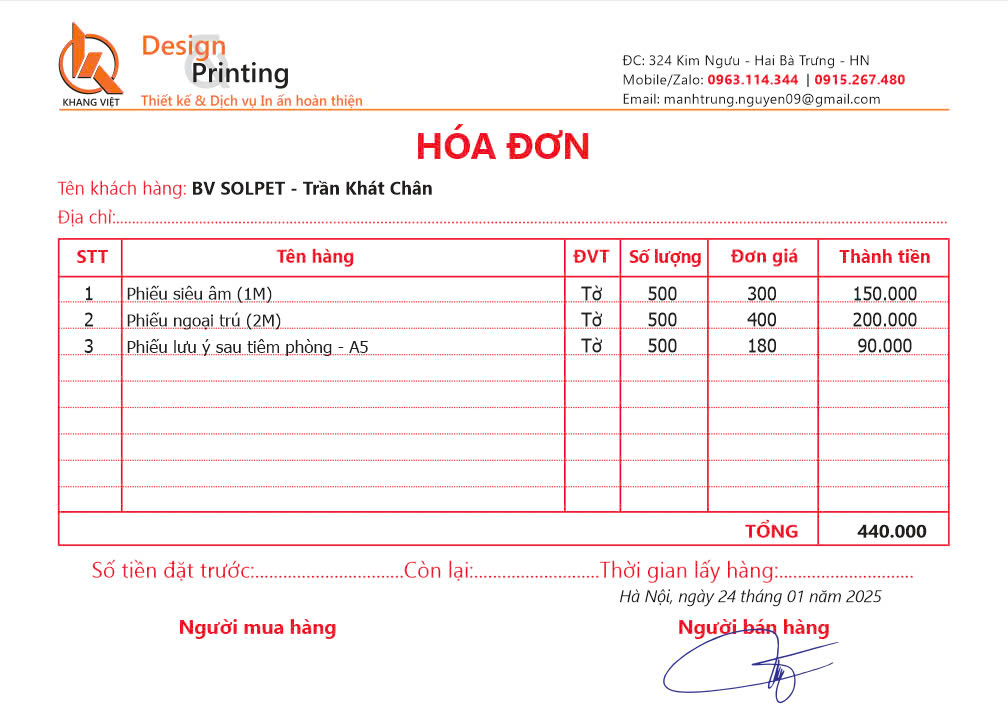 Design
&
Printing
KHANG VIỆT
Thiết kế & Dịch vụ In ấn hoàn thiện
ĐC: 324 Kim Ngưu - Hai Bà Trưng - HN
Mobile/Zalo: 0963.114.344 | 0915.267.480
Email: manhtrung.nguyen09@gmail.com
HÓA ĐƠN
Tên khách hàng: BV SOLPET - Trần Khát Chân
Địa chỉ:
STT Tên hàng ĐVT Số lượng Đơn giá Thành tiền
1 Phiếu siêu âm (1M) Tờ 500 300 150.000
2 Phiếu ngoại trú (2M) Tờ 500 400 200.000
3 Phiếu lưu ý sau tiêm phòng - A5 Tờ 500 180 90.000
TỔNG 440.000
Số tiền đặt trước:..............................Còn lại:.........................Thời gian lấy hàng:...........................
Hà Nội, ngày 24 tháng 01 năm 2025
Người mua hàng Người bán hàng